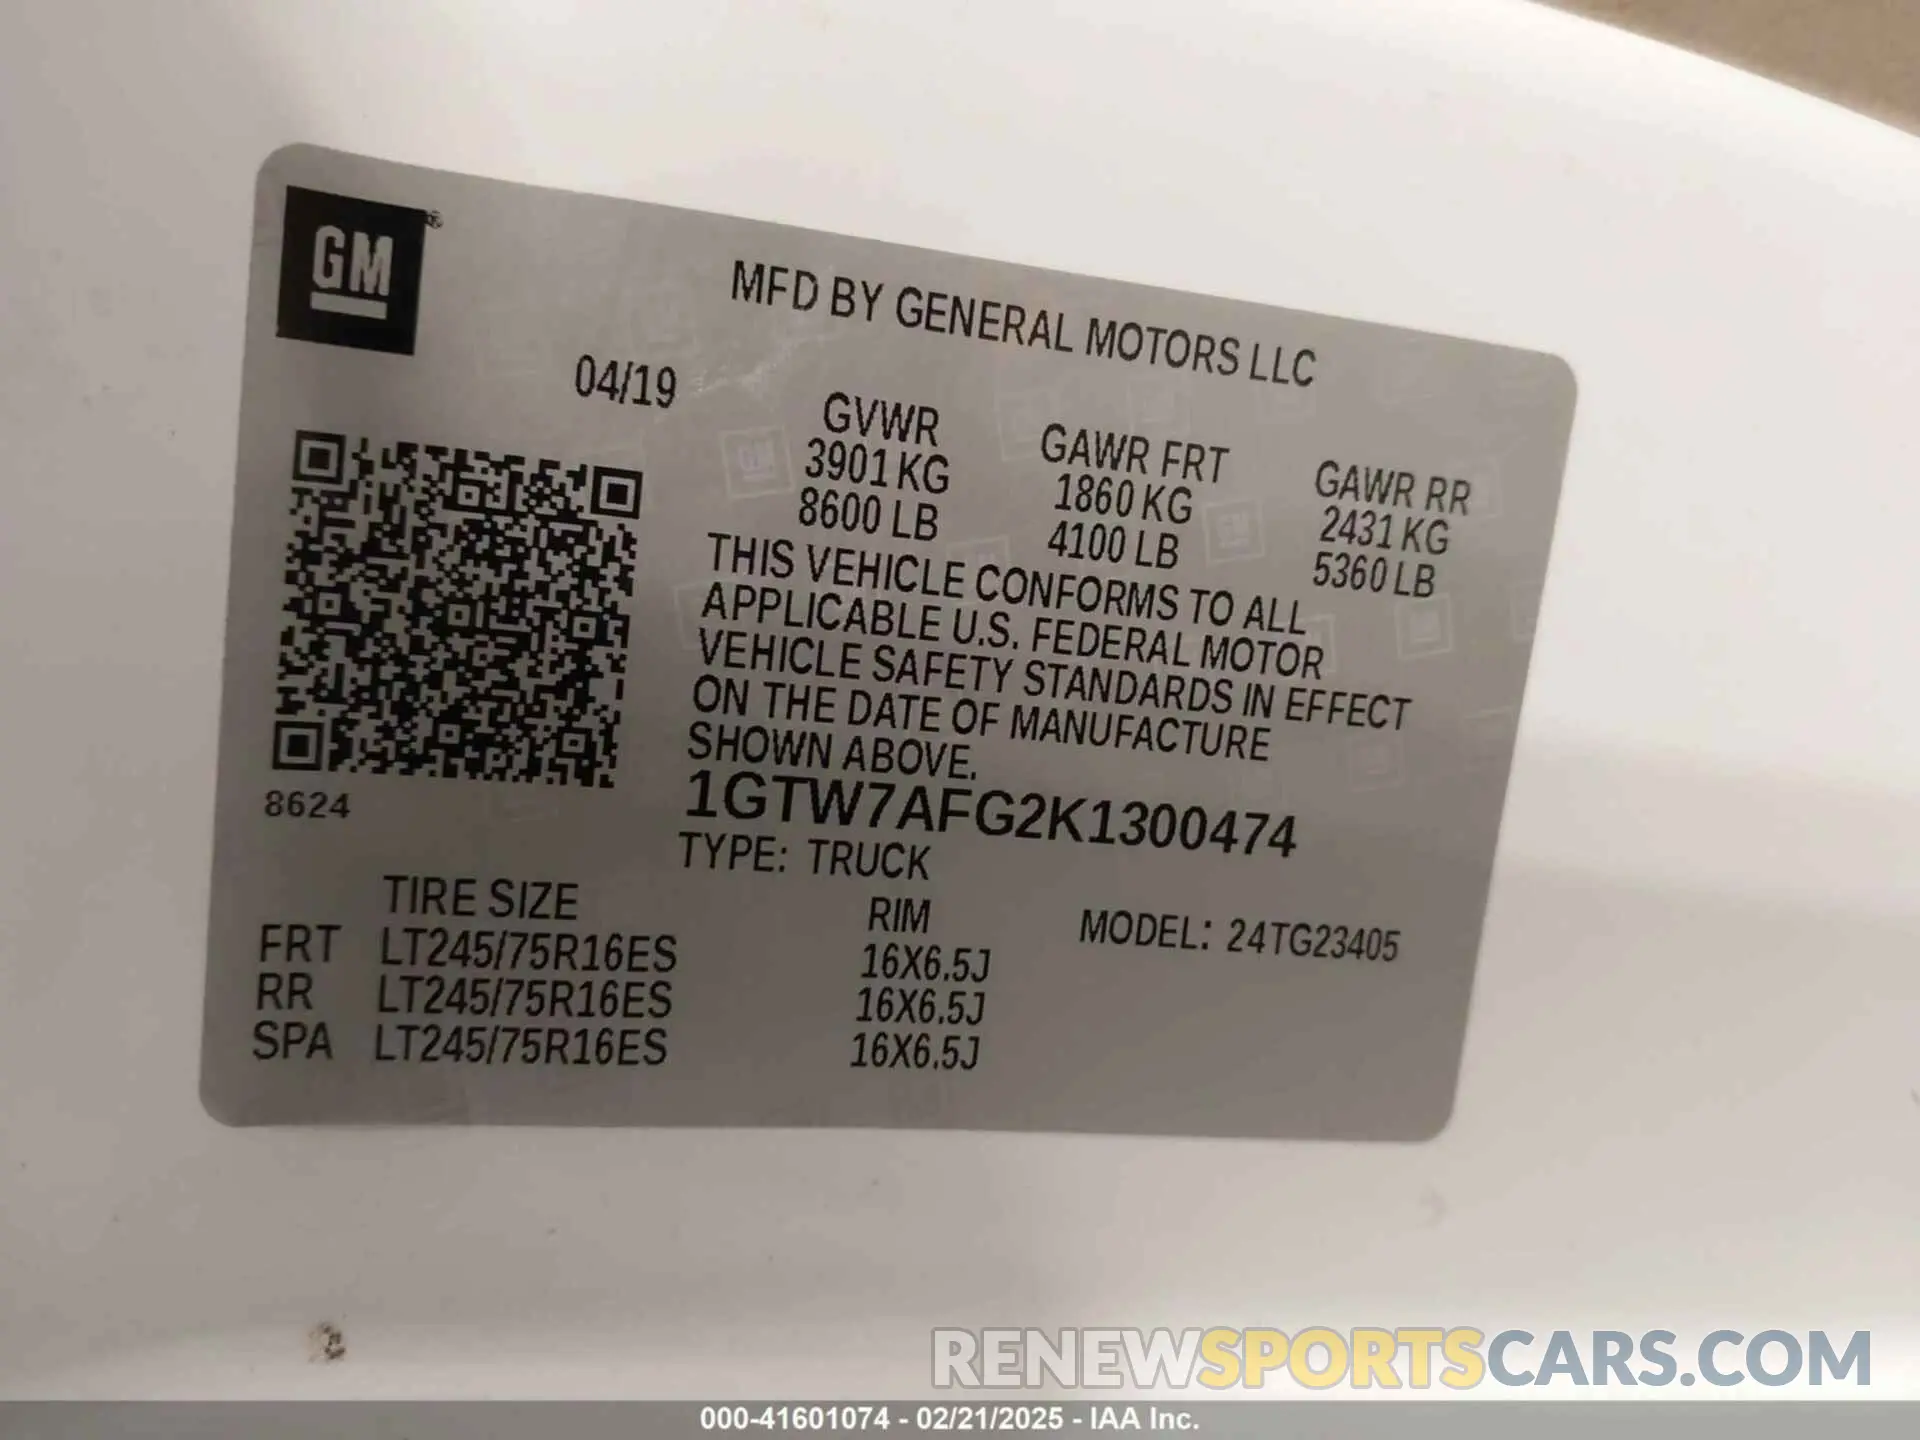 GM®
MFD BY GENERAL MOTORS LLC
04/19
GVWR GAWR FRT GAWR RR
3901 KG 1860 KG 2431 KG
8600 LB 4100 LB 5360 LB
THIS VEHICLE CONFORMS TO ALL
APPLICABLE U.S. FEDERAL MOTOR
VEHICLE SAFETY STANDARDS IN EFFECT
ON THE DATE OF MANUFACTURE
SHOWN ABOVE.
8624
1GTW7AFG2K1300474
TYPE: TRUCK
TIRE SIZE RIM MODEL: 24TG23405
FRT LT245/75R16ES 16X6.5J
RR LT245/75R16ES 16X6.5J
SPA LT245/75R16ES 16X6.5J
RENEWSPORTSCARS.COM
000-41601074 - 02/21/2025 - IAA Inc.